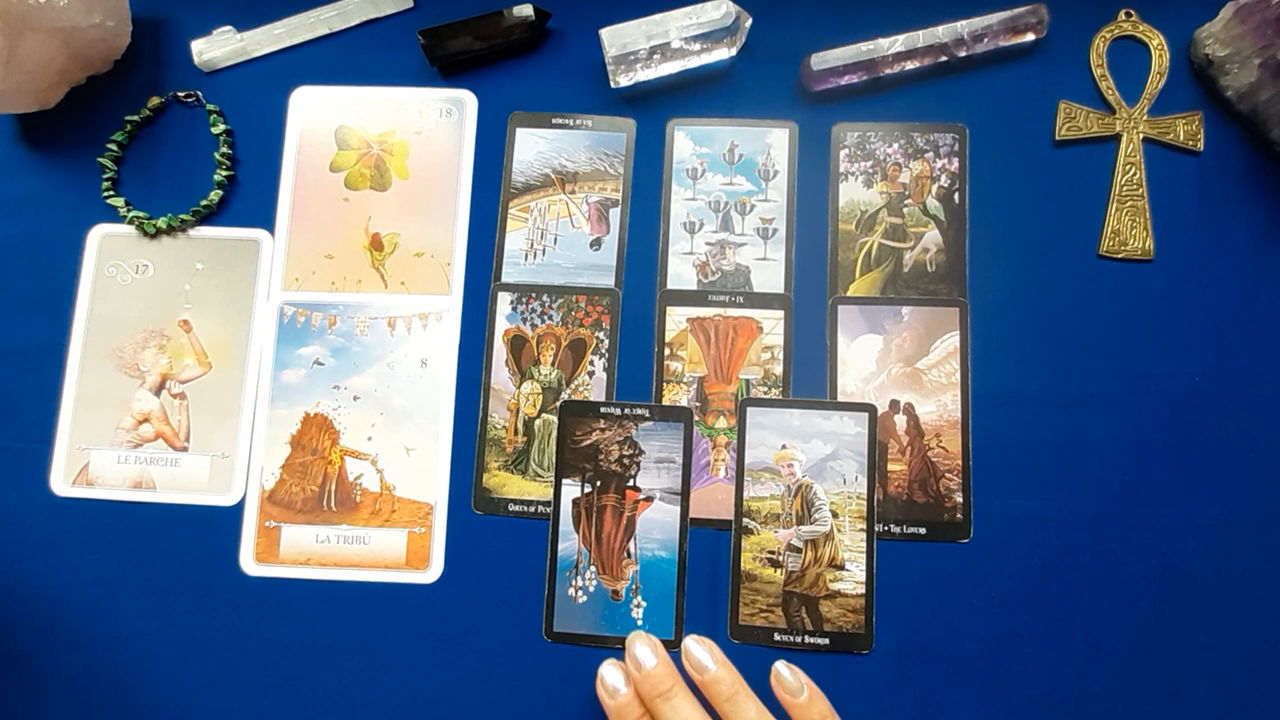 18
17
LE PARCHE
8
LA TRIBÙ
SIX OF SWORDS
XI • JUSTICE
QUEEN OF PEN
THREE OF WANDS
VI • THE LOVERS
SEVEN OF SWORDS